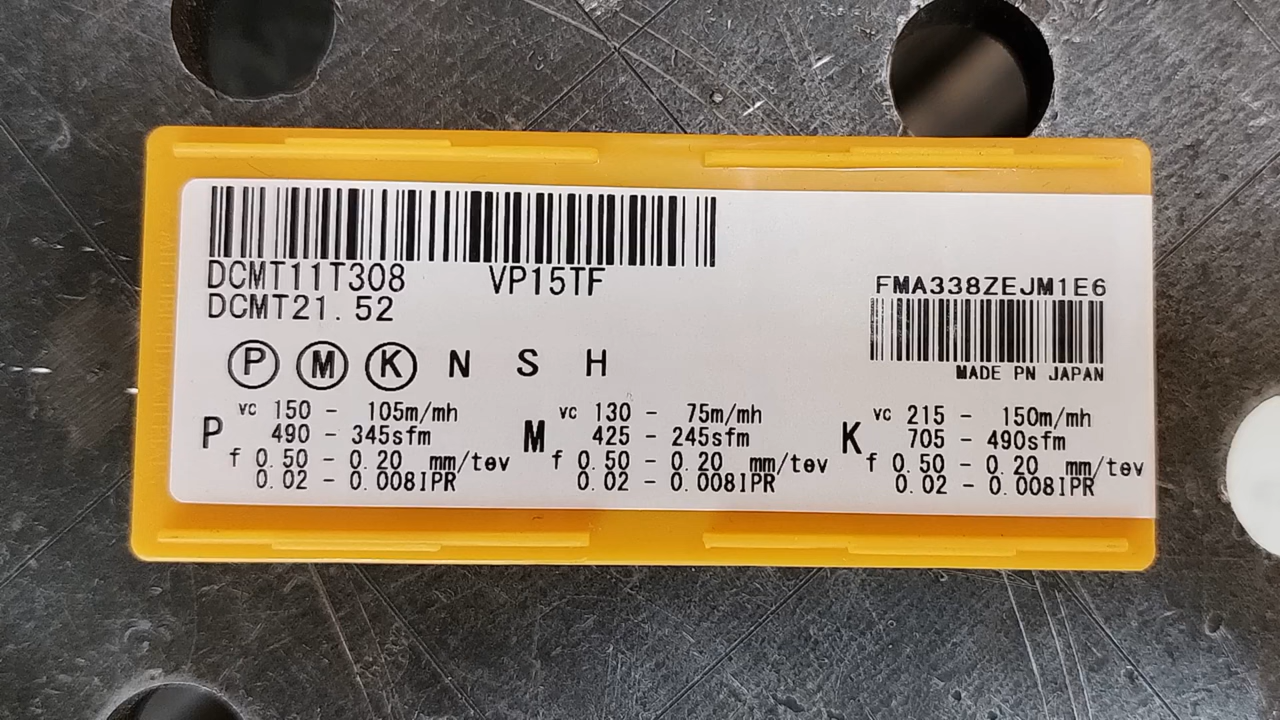 DCMT11T308 VP15TF
DCMT21.52
FMA338ZEJM1E6
MADE PN JAPAN
P M K N S H
P vc 150 - 105m/mh
490 - 345sfm
f 0.50 - 0.20 mm/tev
0.02 - 0.008IPR
M vc 130 - 75m/mh
425 - 245sfm
f 0.50 - 0.20 mm/tev
0.02 - 0.008IPR
K vc 215 - 150m/mh
705 - 490sfm
f 0.50 - 0.20 mm/tev
0.02 - 0.008IPR